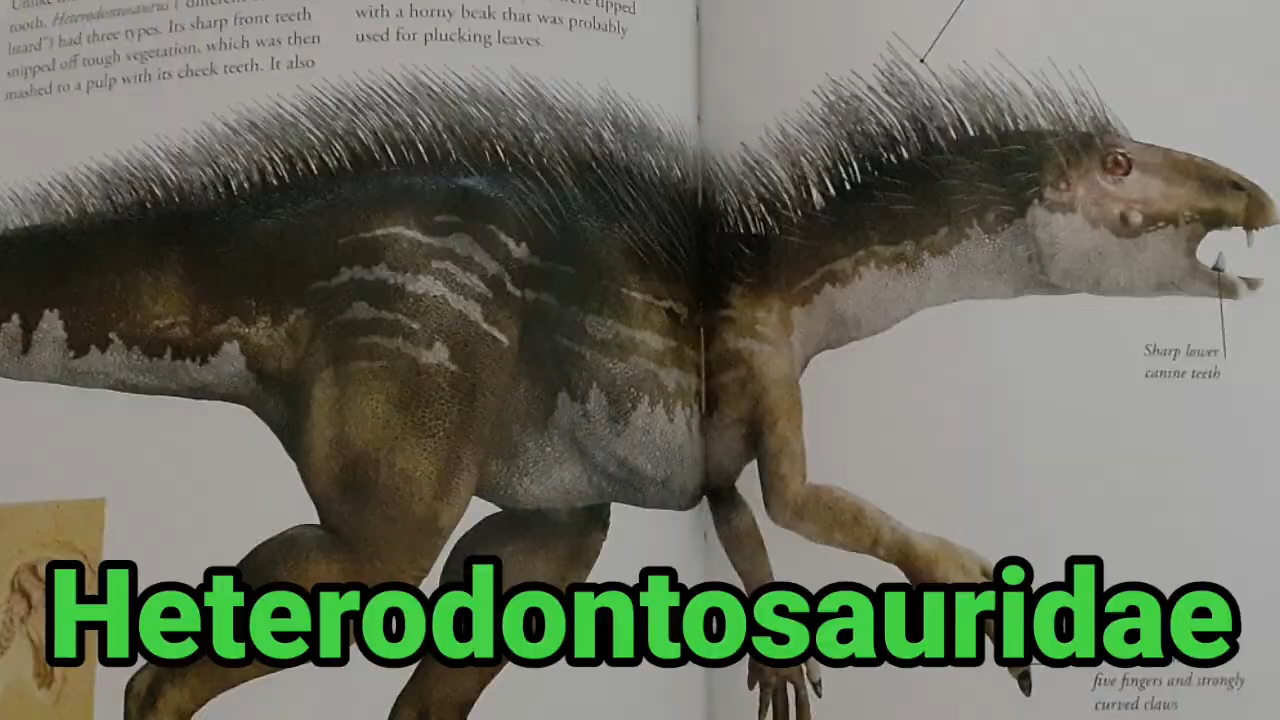 tooth, Heterodontosaurus
lizard") had three types. Its sharp front teeth
snipped off tough vegetation, which was then
mashed to a pulp with its cheek teeth. It also
tipped
with a horny beak that was probably
used for plucking leaves.
Sharp lower
canine teeth
Heterodontosauridae
five fingers and strongly
curved claws